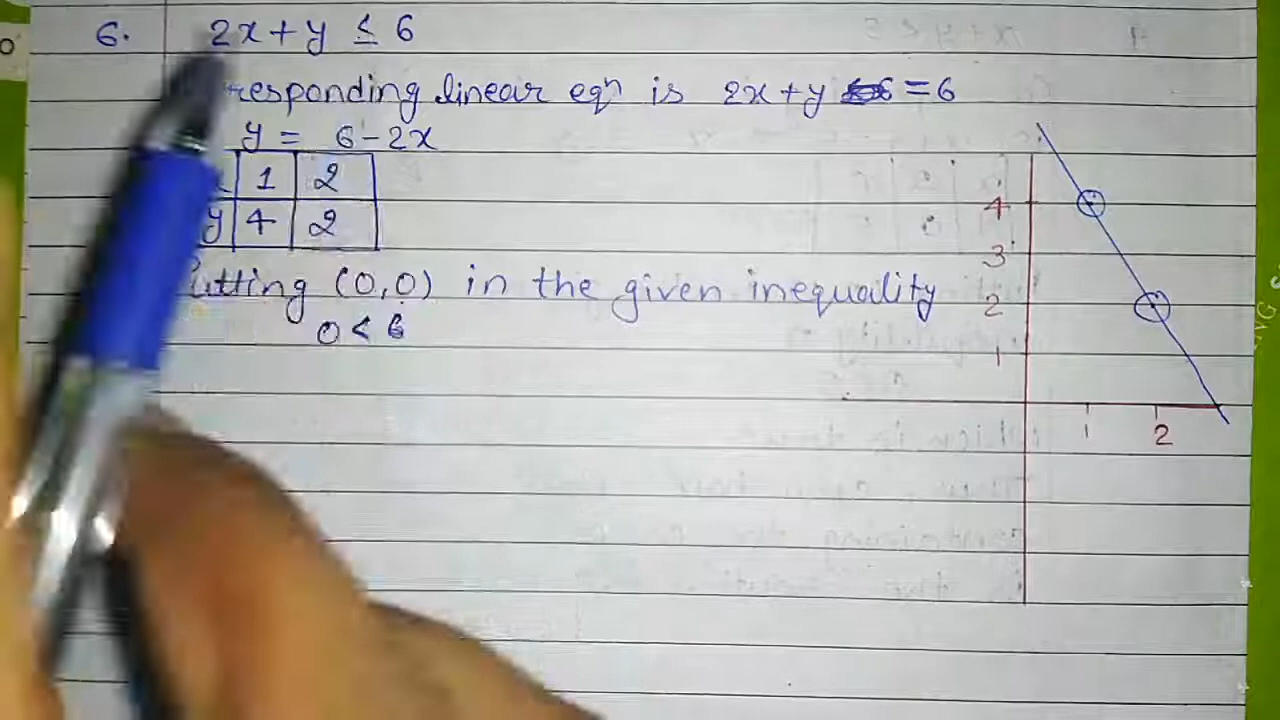 6. 2x + y ≤ 6
responding linear eqn is 2x + y = 6
y = 6 - 2x
1 2
y 4 2
utting (0,0) in the given inequality
0 < 6
4
3
2
1
1 2